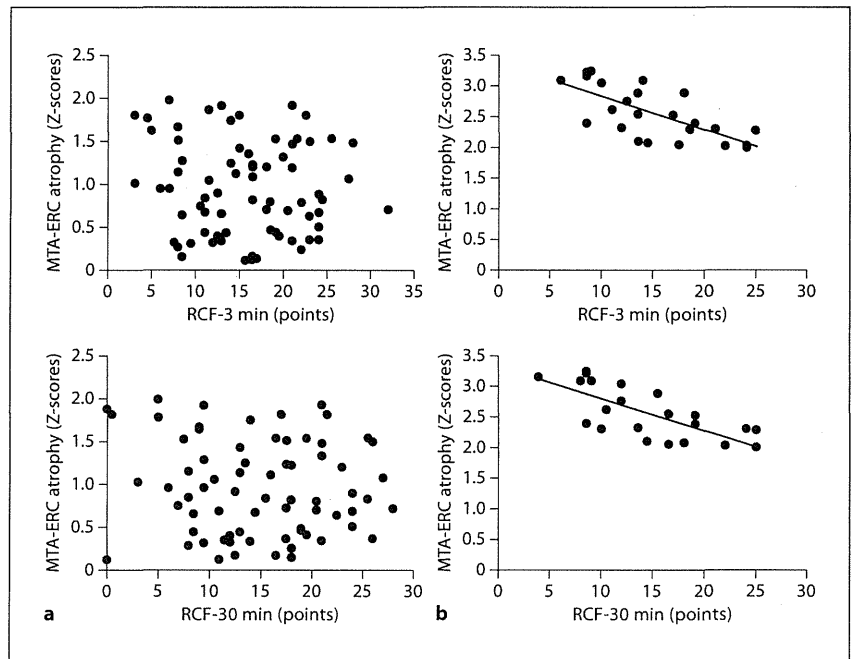 2.5
2.0
1.5
1.0
0.5
0
MTA-ERC atrophy (Z-scores)
0 5 10 15 20 25 30 35
RCF-3 min (points)
3.5
3.0
2.5
2.0
1.5
1.0
0.5
0
MTA-ERC atrophy (Z-scores)
0 5 10 15 20 25 30
RCF-3 min (points)
2.5
2.0
1.5
1.0
0.5
0
MTA-ERC atrophy (Z-scores)
0 5 10 15 20 25 30
a RCF-30 min (points)
3.5
3.0
2.5
2.0
1.5
1.0
0.5
0
MTA-ERC atrophy (Z-scores)
0 5 10 15 20 25 30
b RCF-30 min (points)